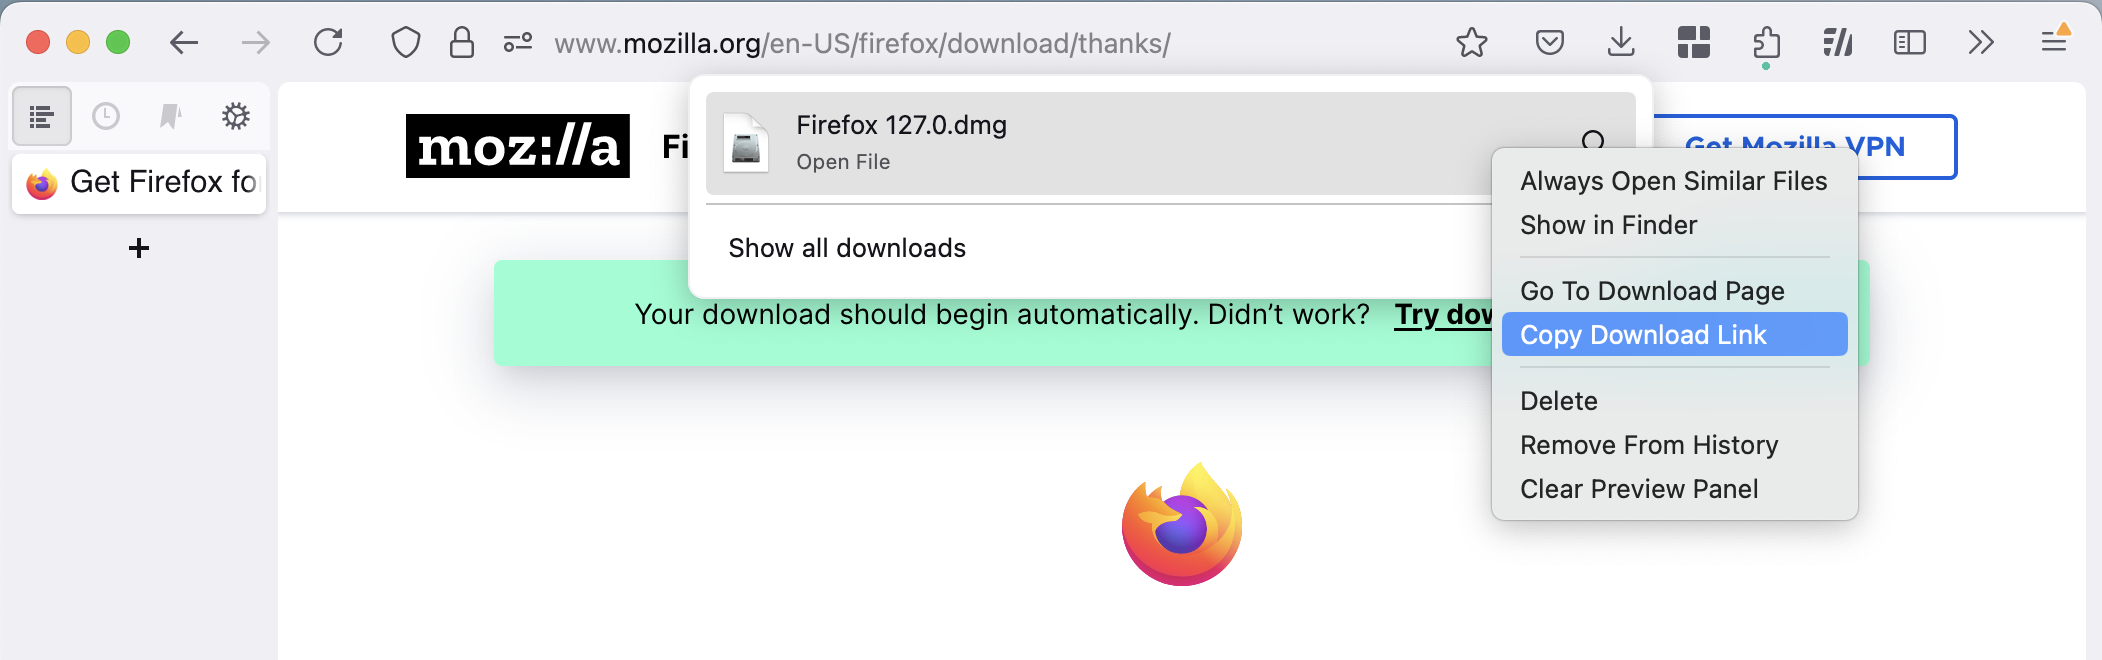 www.mozilla.org/en-US/firefox/download/thanks/
Get Firefox fo
moz://a
Fi
Firefox 127.0.dmg
Open File
Show all downloads
Get Mozilla VPN
Always Open Similar Files
Show in Finder
Go To Download Page
Copy Download Link
Delete
Remove From History
Clear Preview Panel
Your download should begin automatically. Didn’t work? Try dow